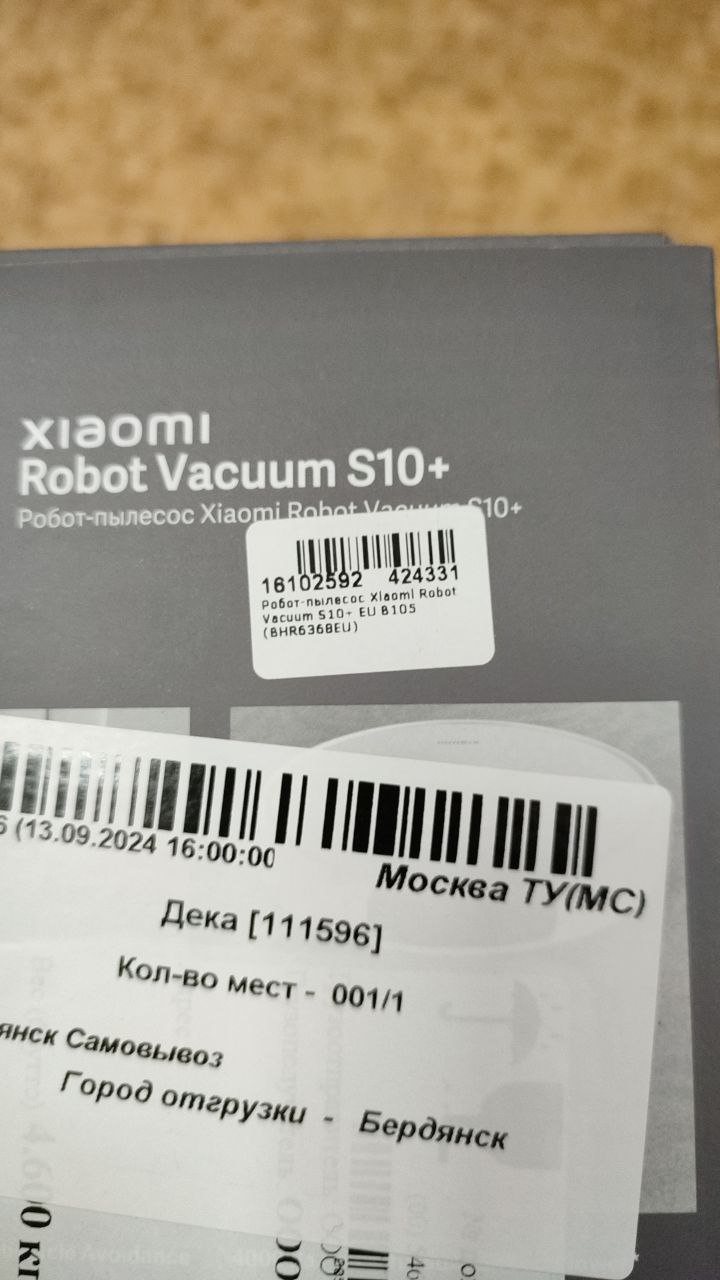 xiaomi
Robot Vacuum S10+
Робот-пылесос Xiaomi Robot Vacuum S10+
16102592 424331
Робот-пылесос Xiaomi Robot
Vacuum S10+ EU B105
(BHR6368EU)
6 (13.09.2024 16:00:00
Москва ТУ(МС)
Дека [111596]
Кол-во мест - 001/1
янск Самовывоз
Город отгрузки - Бердянск